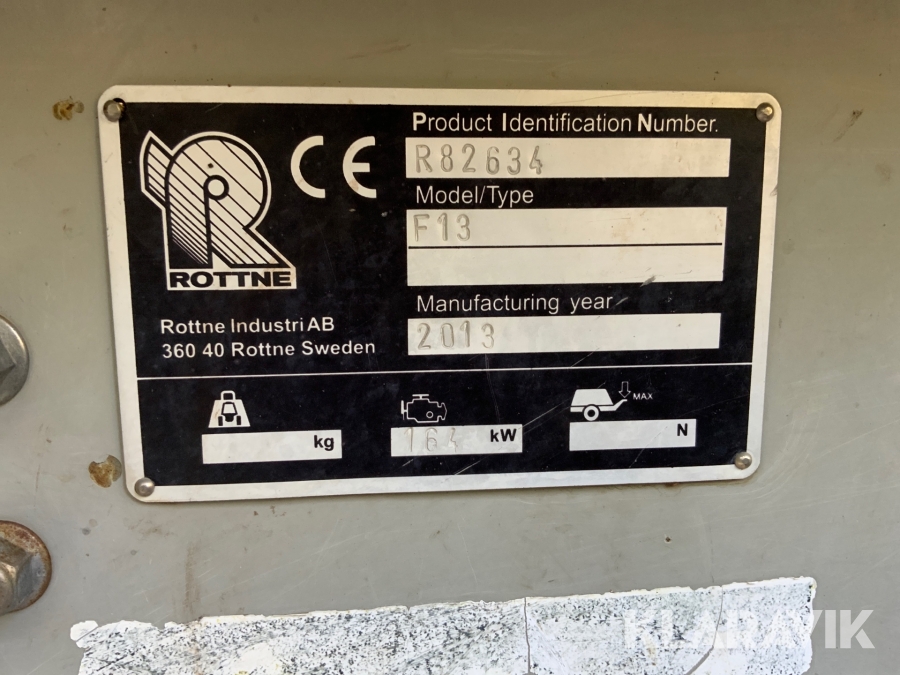 Product Identification Number.
R82634
Model/Type
F13
ROTTNE
CE
Manufacturing year
2013
Rottne Industri AB
360 40 Rottne Sweden
kg
164 kW
MAX
N
KLARAVIK